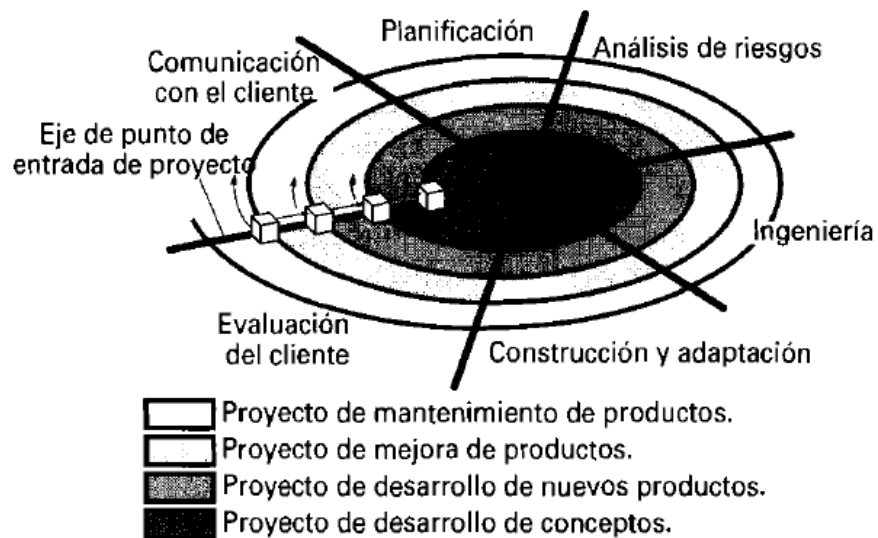 Planificación
Análisis de riesgos
Comunicación
con el cliente
Eje de punto de
entrada de proyecto
Ingeniería
Evaluación
del cliente
Construcción y adaptación
Proyecto de mantenimiento de productos.
Proyecto de mejora de productos.
Proyecto de desarrollo de nuevos productos.
Proyecto de desarrollo de conceptos.